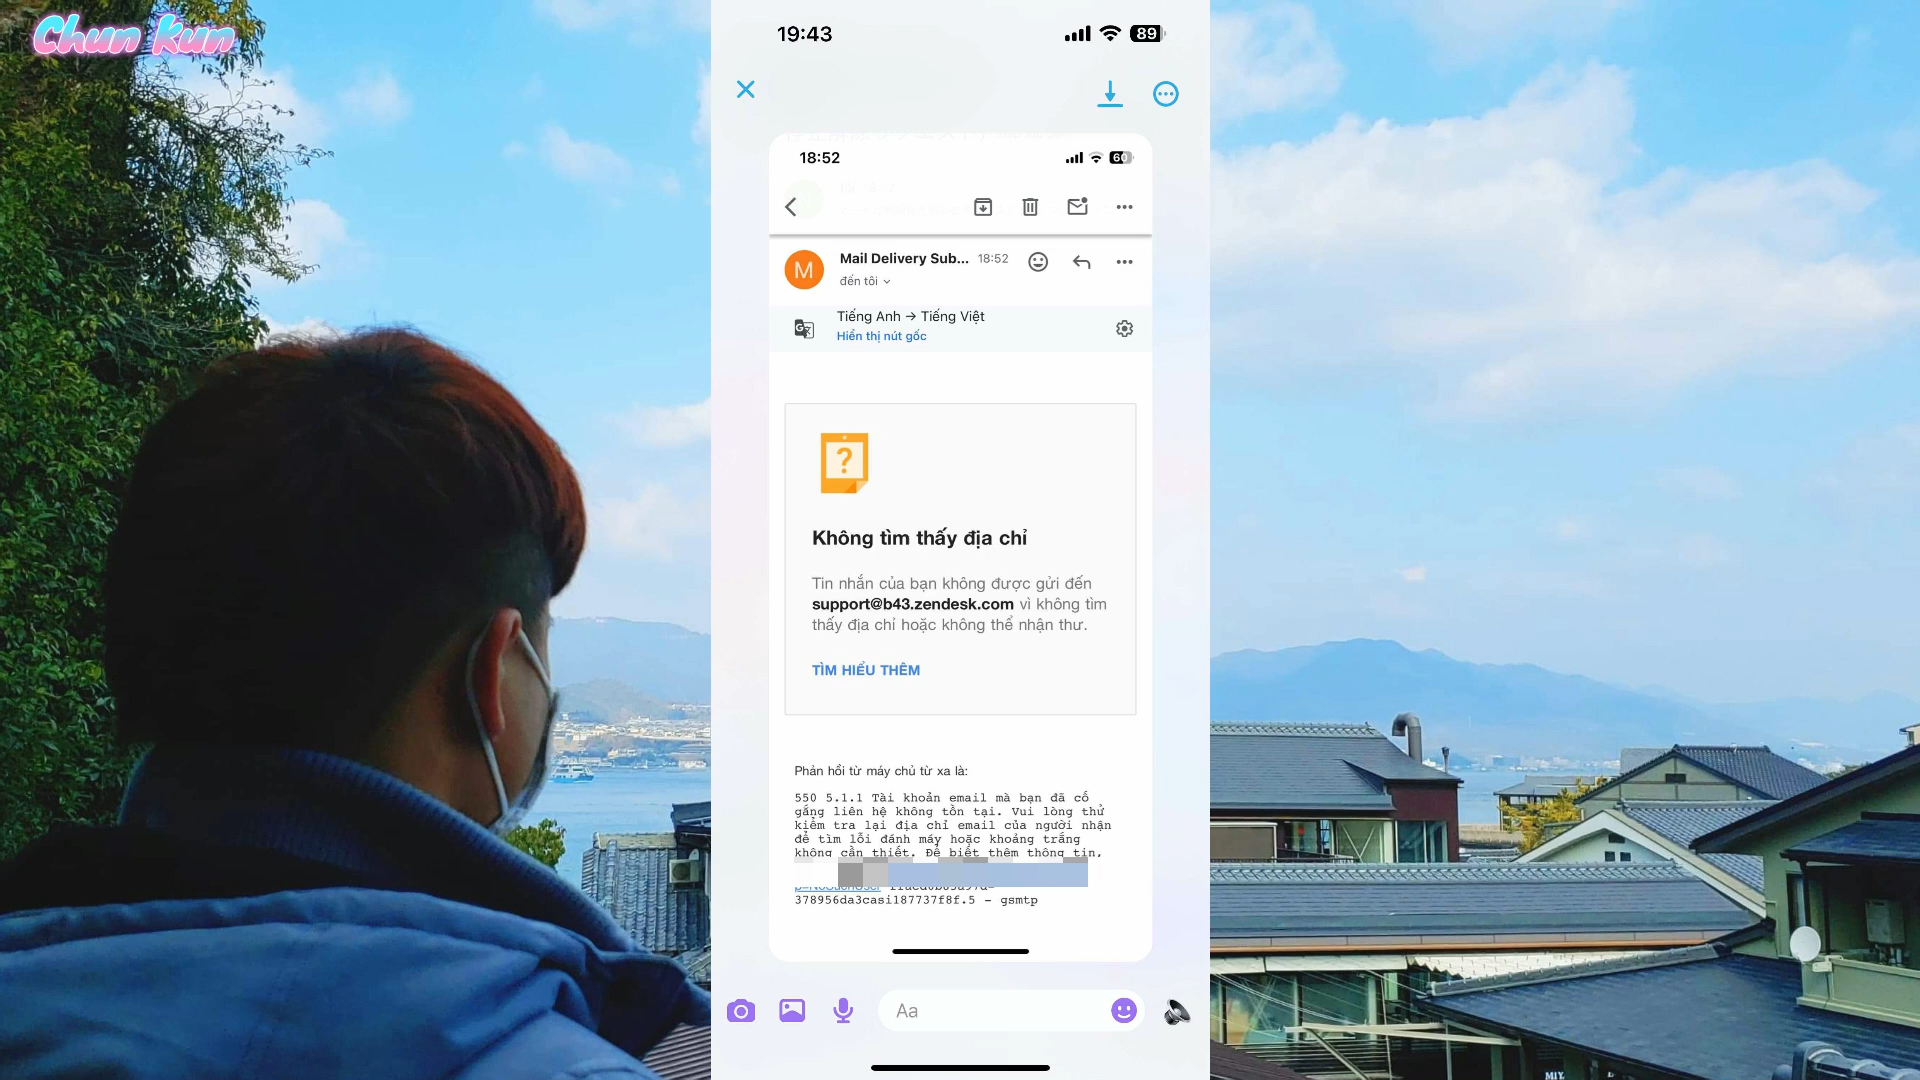 Chun Kun
19:43
89
18:52
60
M
Mail Delivery Sub... 18:52
đến tôi
Tiếng Anh → Tiếng Việt
Hiển thị nút gốc
?
Không tìm thấy địa chỉ
Tin nhắn của bạn không được gửi đến
support@b43.zendesk.com vì không tìm
thấy địa chỉ hoặc không thể nhận thư.
TÌM HIỂU THÊM
Phản hồi từ máy chủ từ xa là:
550 5.1.1 Tài khoản email mà bạn đã cố
gắng liên hệ không tồn tại. Vui lòng thử
kiểm tra lại địa chỉ email của người nhận
để tìm lỗi đánh máy hoặc khoảng trắng
không cần thiết. Để biết thêm thông tin,
378956da3casi187737f8f.5 - gsmtp
Aa